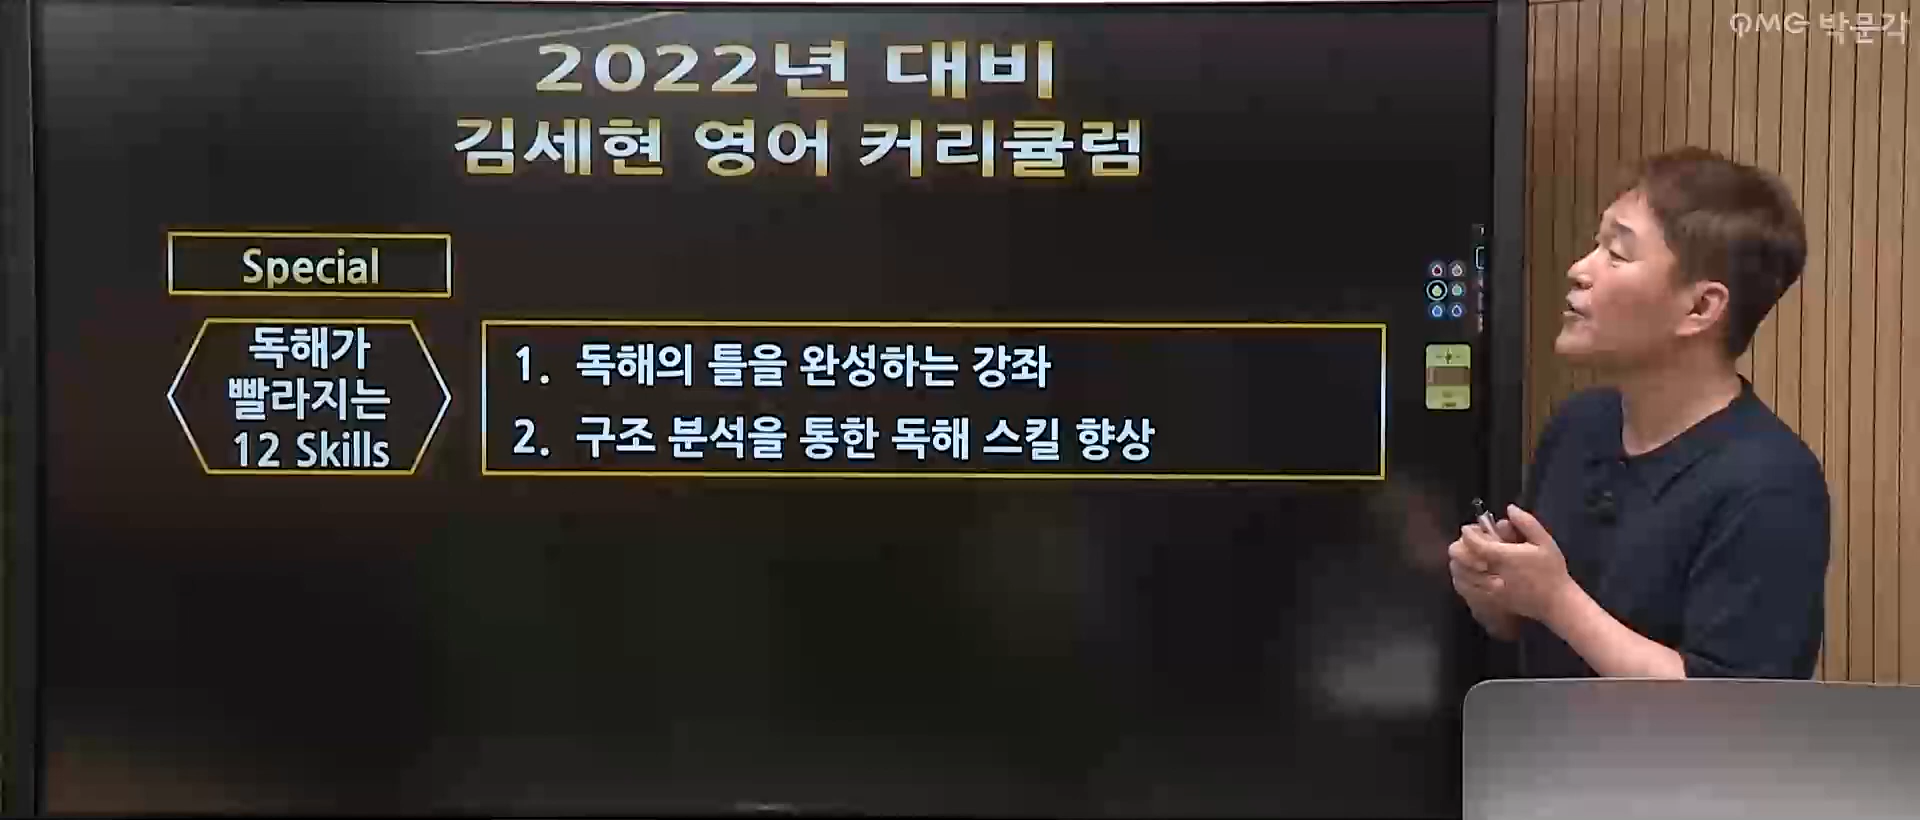 PMG 박문각
2022년 대비
김세현 영어 커리큘럼
Special
독해가
빨라지는
12 Skills
1. 독해의 틀을 완성하는 강좌
2. 구조 분석을 통한 독해 스킬 향상